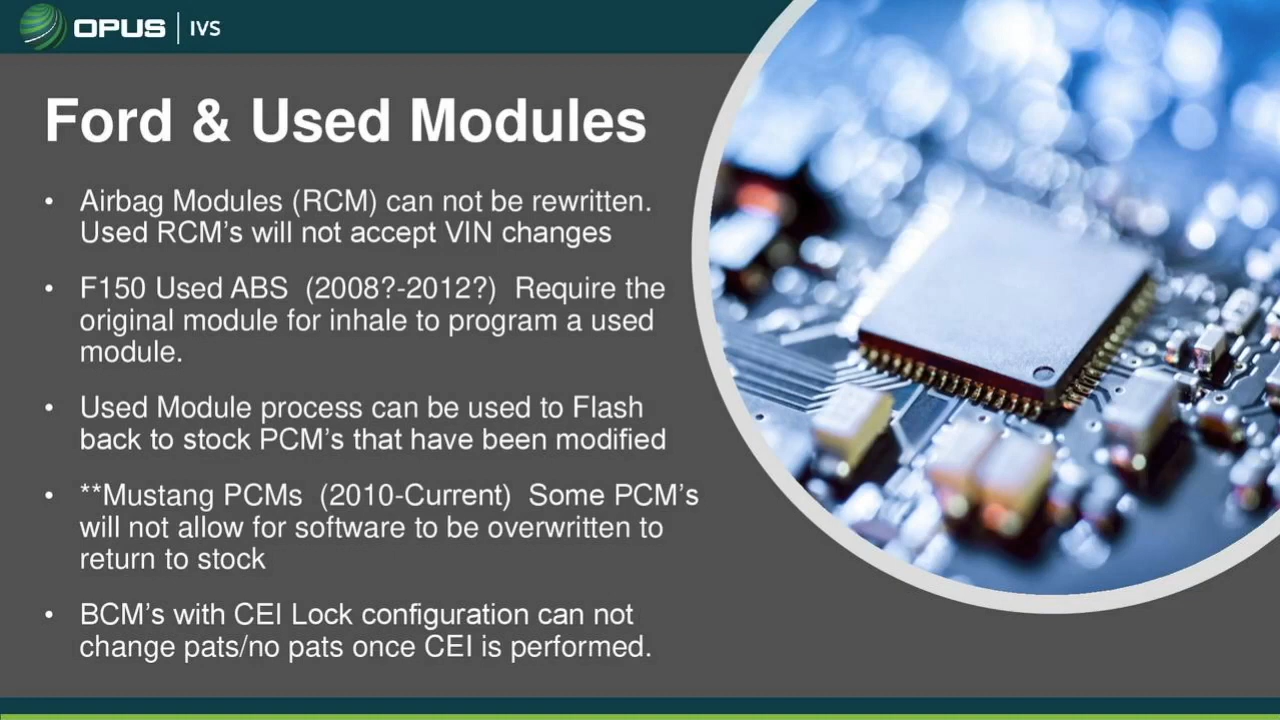 OPUS | IVS
Ford & Used Modules
• Airbag Modules (RCM) can not be rewritten.
Used RCM's will not accept VIN changes
• F150 Used ABS (2008?-2012?) Require the
original module for inhale to program a used
module.
• Used Module process can be used to Flash
back to stock PCM's that have been modified
• **Mustang PCMs (2010-Current) Some PCM's
will not allow for software to be overwritten to
return to stock
• BCM's with CEI Lock configuration can not
change pats/no pats once CEI is performed.